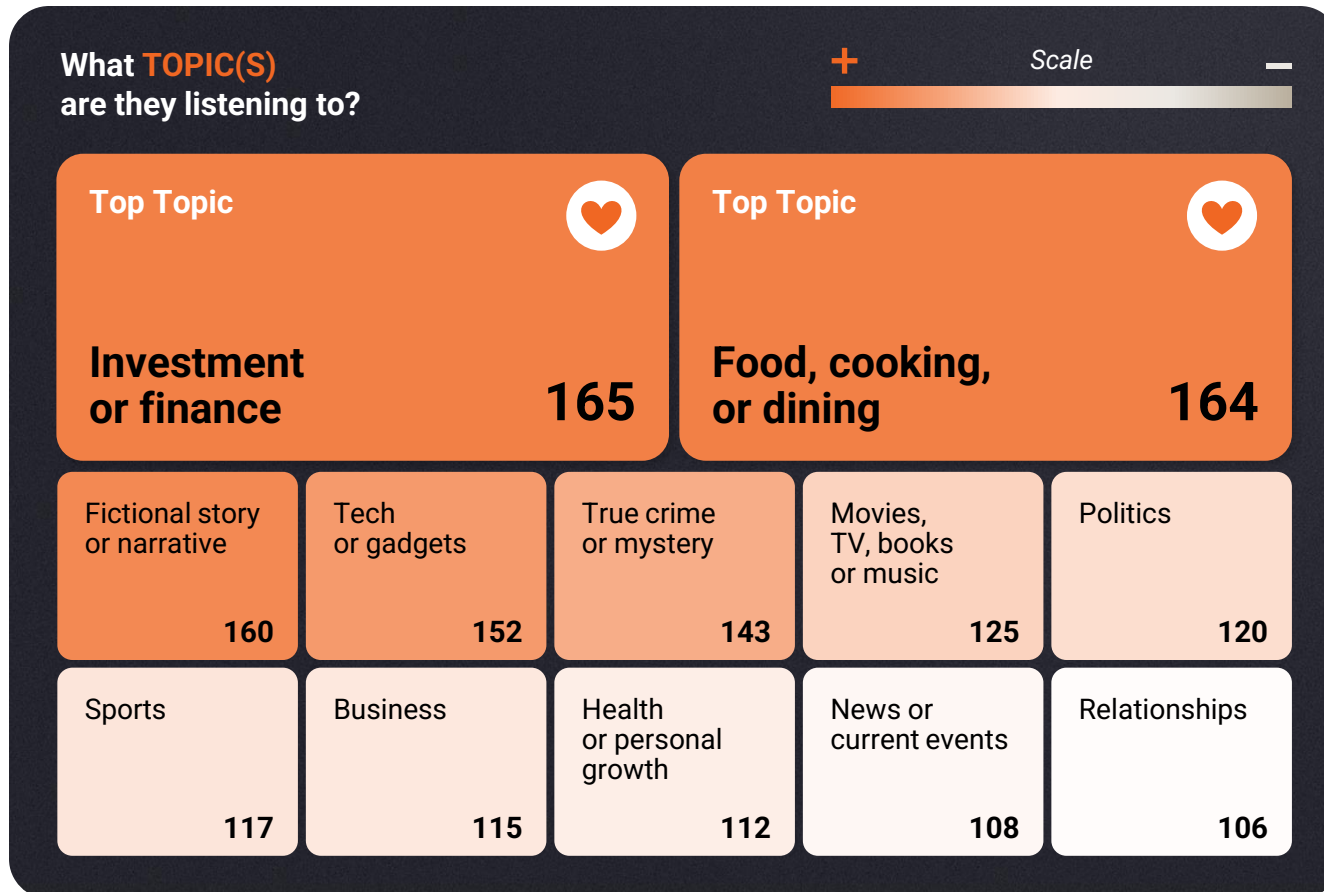 What TOPIC(S)
are they listening to?
+ Scale –
Top Topic
Investment
or finance
165
Top Topic
Food, cooking,
or dining
164
Fictional story
or narrative
160
Tech
or gadgets
152
True crime
or mystery
143
Movies,
TV, books
or music
125
Politics
120
Sports
117
Business
115
Health
or personal
growth
112
News or
current events
108
Relationships
106